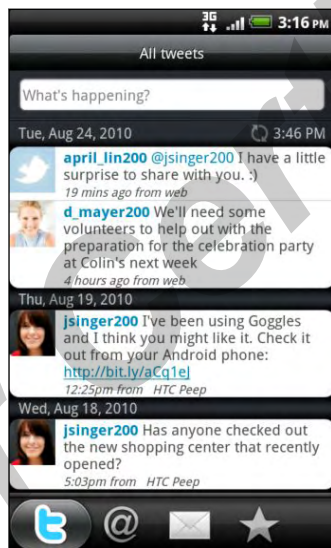 3G 3:16 PM
All tweets
What's happening?
Tue, Aug 24, 2010 3:46 PM
april_lin200 @jsinger200 I have a little
surprise to share with you. :)
19 mins ago from web
d_mayer200 We'll need some
volunteers to help out with the
preparation for the celebration party
at Colin's next week
4 hours ago from web
Thu, Aug 19, 2010
jsinger200 I've been using Goggles
and I think you might like it. Check it
out from your Android phone:
http://bit.ly/aCq1eJ
12:25pm from HTC Peep
Wed, Aug 18, 2010
jsinger200 Has anyone checked out
the new shopping center that recently
opened?
5:03pm from HTC Peep
t @